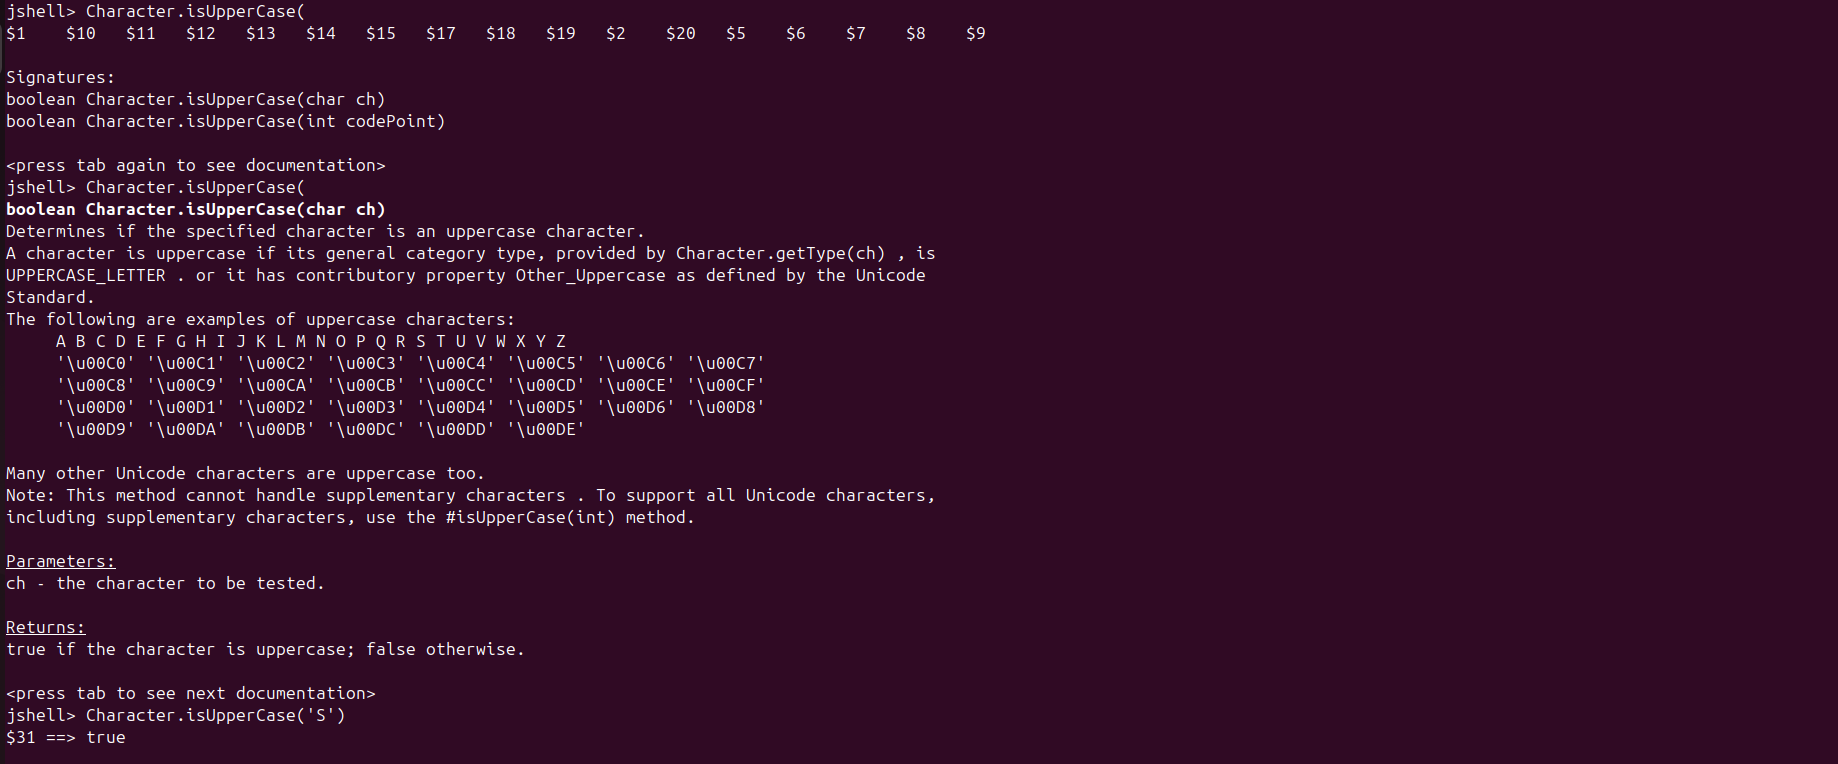 jshell> Character.isUpperCase(
$1    $10   $11   $12   $13   $14   $15   $17   $18   $19   $2    $20   $5    $6    $7    $8    $9
Signatures:
boolean Character.isUpperCase(char ch)
boolean Character.isUpperCase(int codePoint)
<press tab again to see documentation>
jshell> Character.isUpperCase(
boolean Character.isUpperCase(char ch)
Determines if the specified character is an uppercase character.
A character is uppercase if its general category type, provided by Character.getType(ch) , is
UPPERCASE_LETTER . or it has contributory property Other_Uppercase as defined by the Unicode
Standard.
The following are examples of uppercase characters:
     A B C D E F G H I J K L M N O P Q R S T U V W X Y Z
     '\u00C0' '\u00C1' '\u00C2' '\u00C3' '\u00C4' '\u00C5' '\u00C6' '\u00C7'
     '\u00C8' '\u00C9' '\u00CA' '\u00CB' '\u00CC' '\u00CD' '\u00CE' '\u00CF'
     '\u00D0' '\u00D1' '\u00D2' '\u00D3' '\u00D4' '\u00D5' '\u00D6' '\u00D8'
     '\u00D9' '\u00DA' '\u00DB' '\u00DC' '\u00DD' '\u00DE'
Many other Unicode characters are uppercase too.
Note: This method cannot handle supplementary characters . To support all Unicode characters,
including supplementary characters, use the #isUpperCase(int) method.
Parameters:
ch - the character to be tested.
Returns:
true if the character is uppercase; false otherwise.
<press tab to see next documentation>
jshell> Character.isUpperCase('S')
$31 ==> true